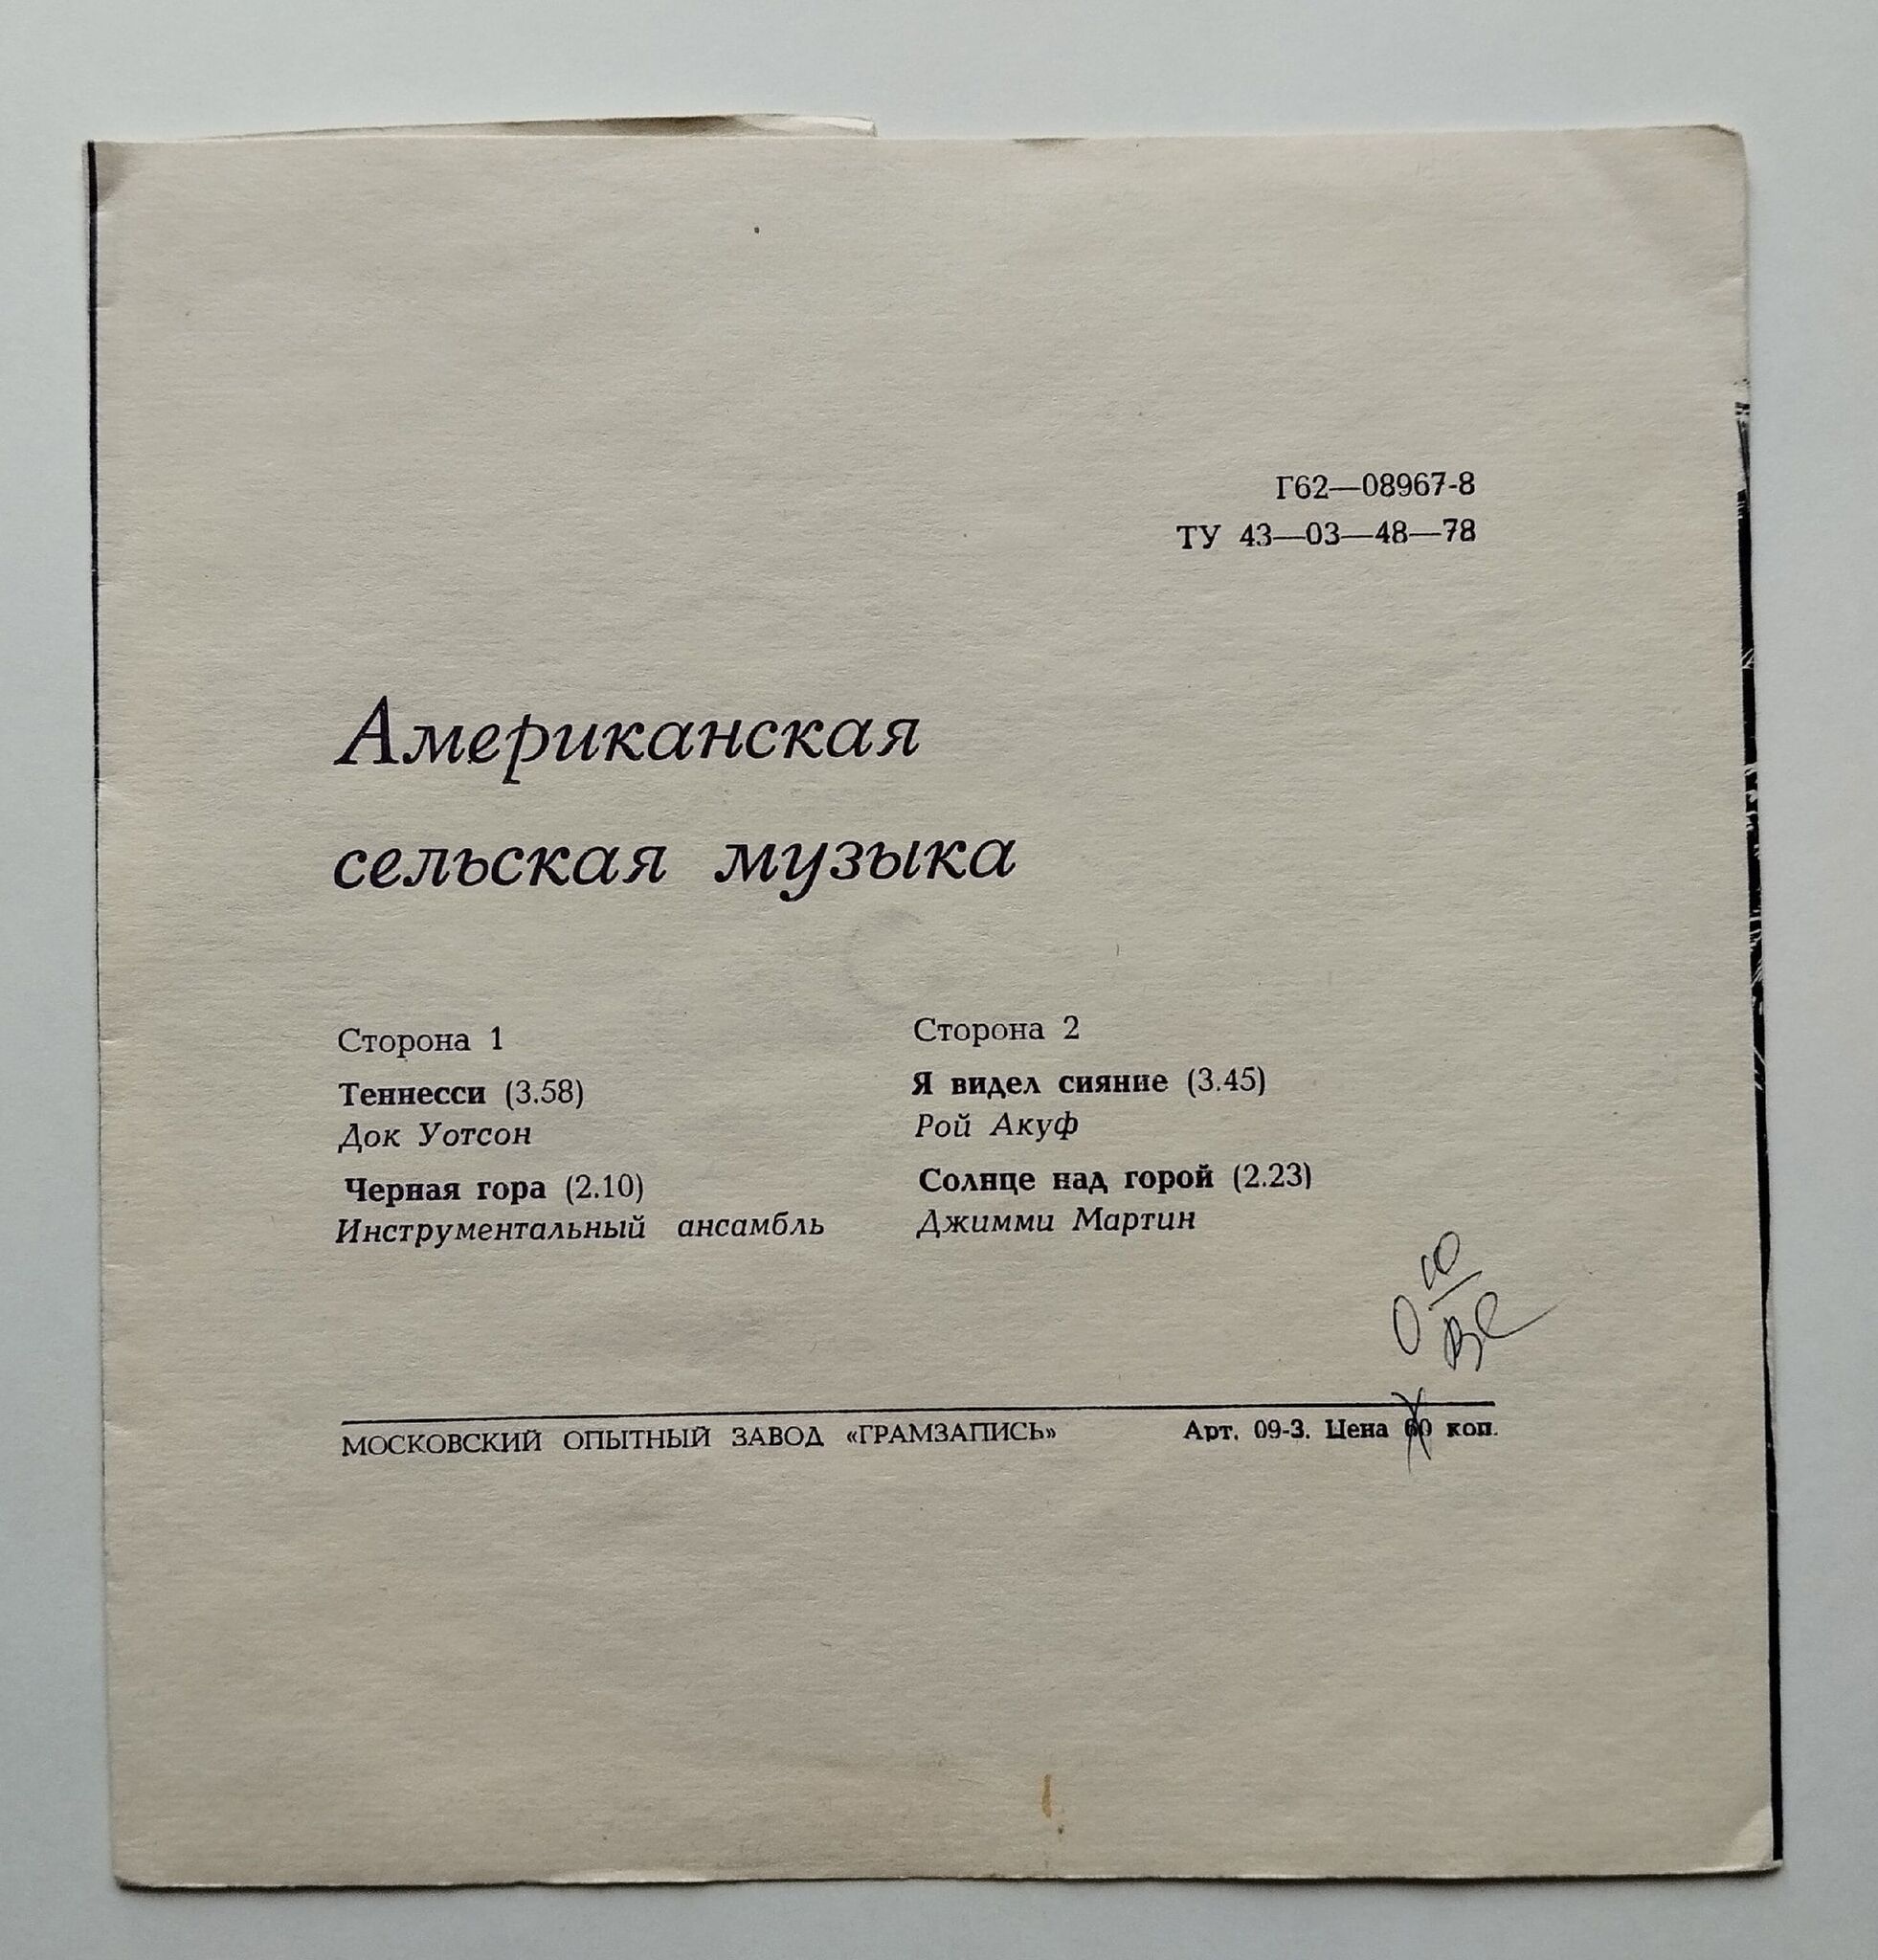 Г62—08967-8
ТУ 43—03—48—78
Американская
сельская музыка
Сторона 1
Теннесси (3.58)
Док Уотсон
Черная гора (2.10)
Инструментальный ансамбль
Сторона 2
Я видел сияние (3.45)
Рой Акуф
Солнце над горой (2.23)
Джимми Мартин
МОСКОВСКИЙ ОПЫТНЫЙ ЗАВОД «ГРАМЗАПИСЬ»
Арт. 09-3. Цена 60 коп.